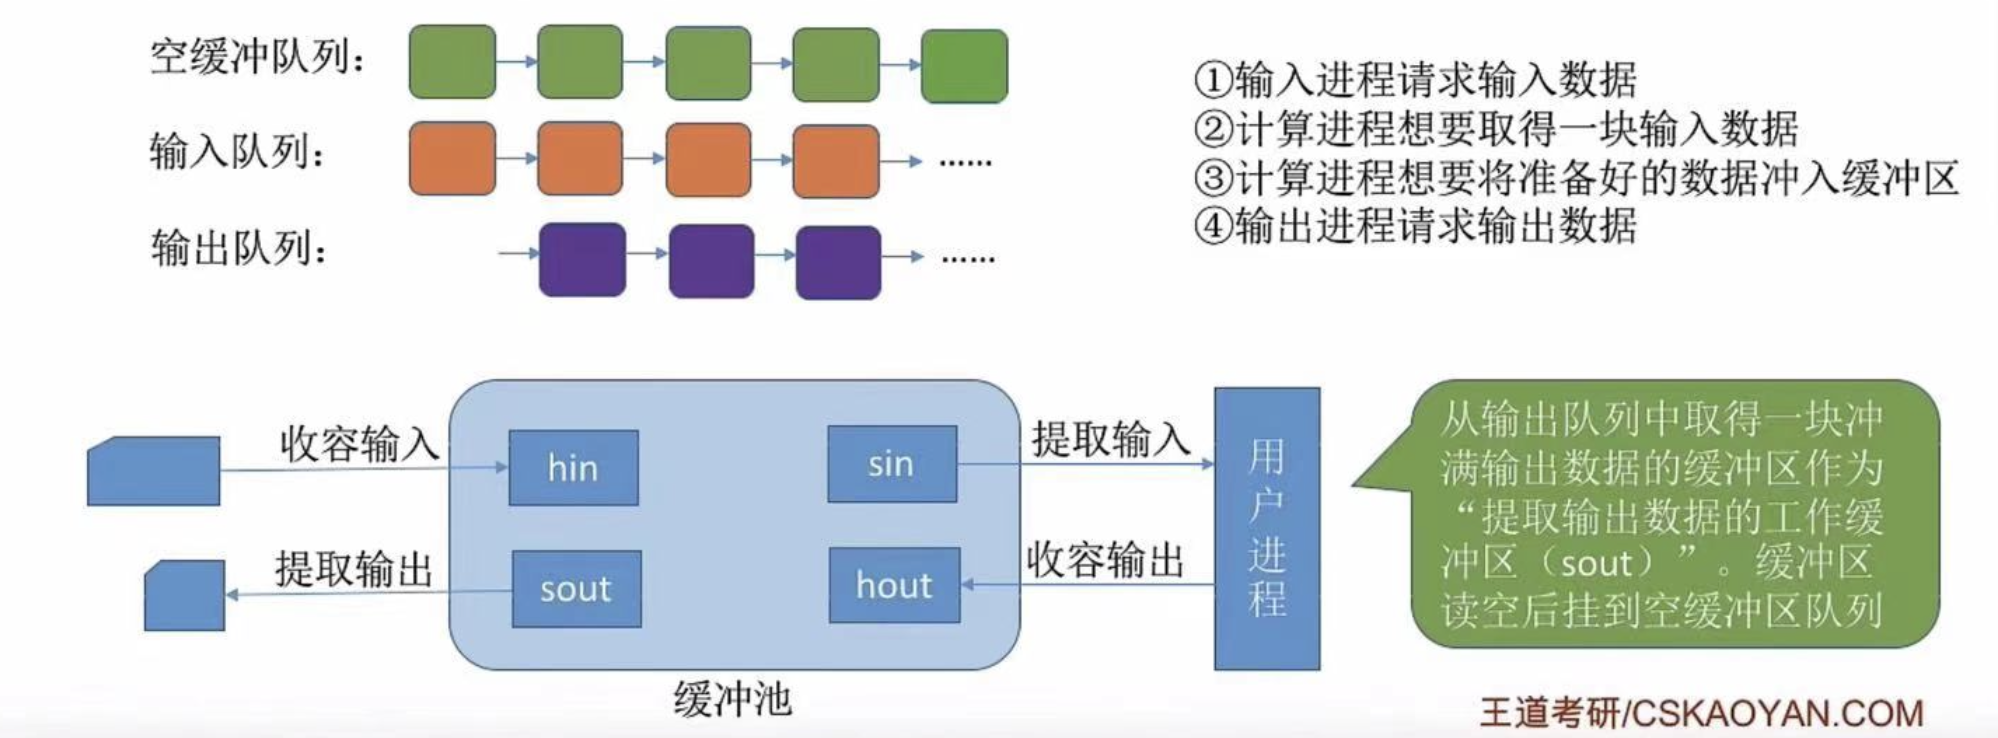 空缓冲队列：
输入队列：
……
输出队列：
……
①输入进程请求输入数据
②计算进程想要取得一块输入数据
③计算进程想要将准备好的数据冲入缓冲区
④输出进程请求输出数据
收容输入
hin
sin
提取输入
提取输出
sout
hout
收容输出
用户进程
缓冲池
从输出队列中取得一块冲
满输出数据的缓冲区作为
“提取输出数据的工作缓
冲区（sout）”。缓冲区
读空后挂到空缓冲区队列
王道考研/CSKAOYAN.COM